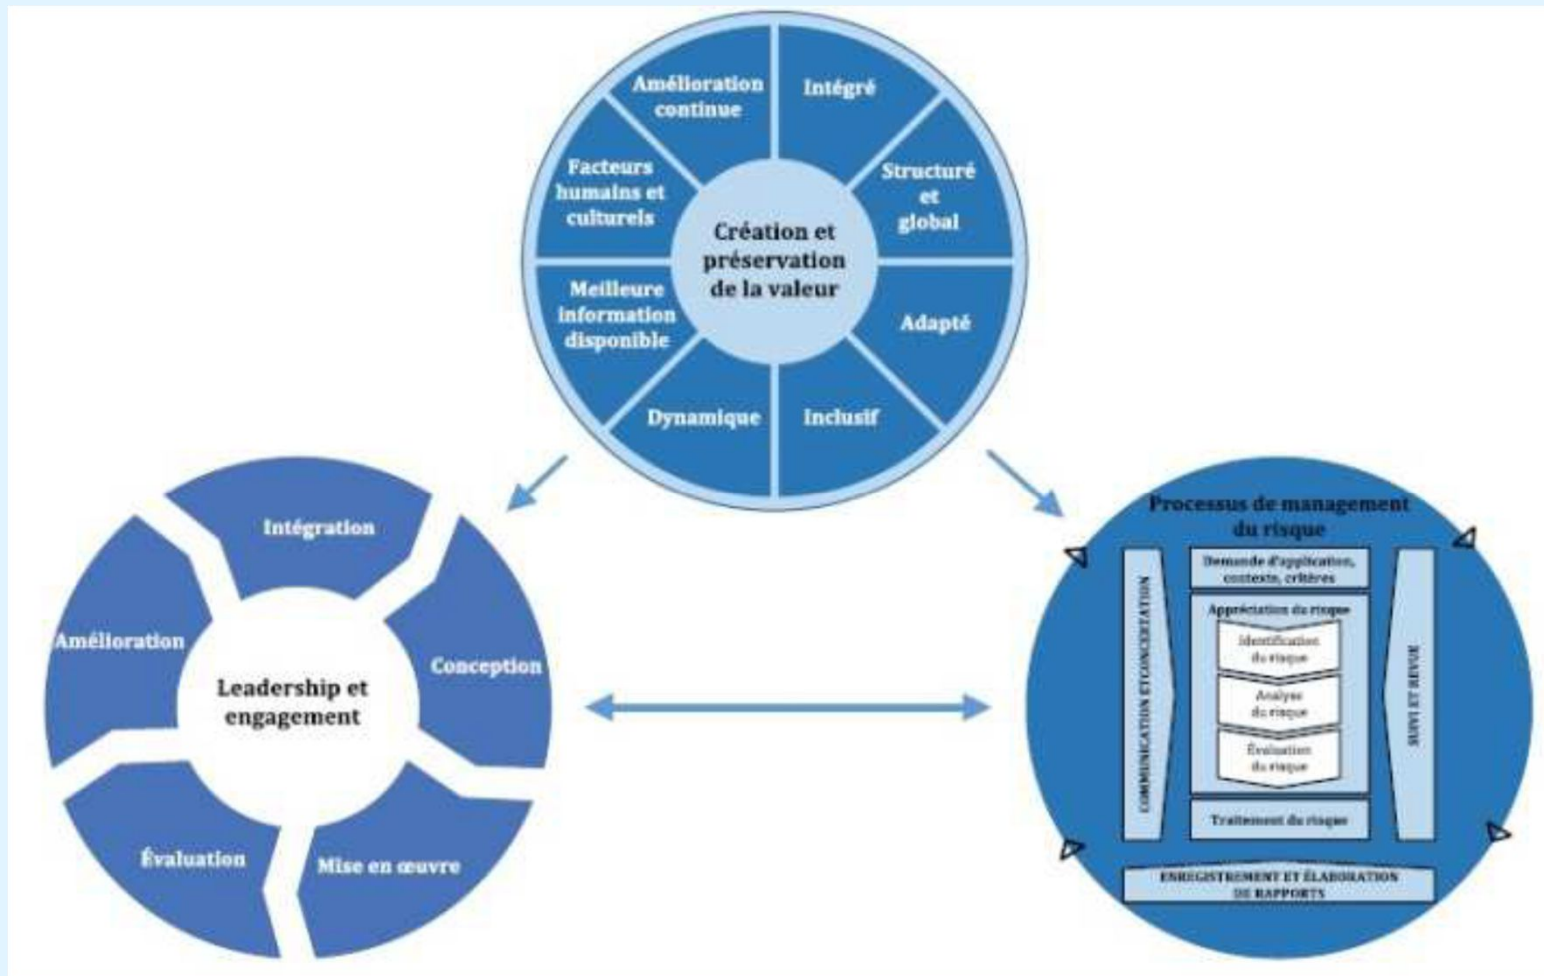 Amélioration
continue
Intégré
Structuré
et
global
Adapté
Inclusif
Dynamique
Meilleure
information
disponible
Facteurs
humains et
culturels
Création et
préservation
de la valeur
Intégration
Conception
Mise en œuvre
Évaluation
Amélioration
Leadership et
engagement
Processus de management
du risque
Demande d'application,
contexte, critères
Appréciation du risque
Identification
du risque
Analyse
du risque
Évaluation
du risque
Traitement du risque
COMMUNICATION ETCONCERTATION
SUIVI ET REVUE
ENREGISTREMENT ET ÉLABORATION
DE RAPPORTS